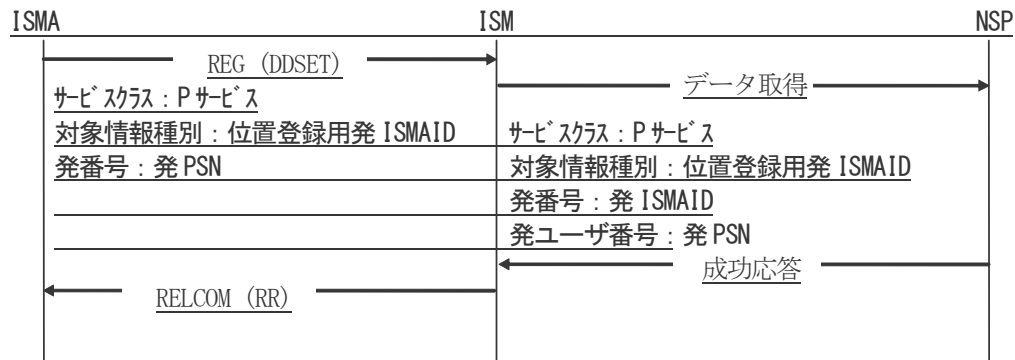 ISMA ISM NSP
REG (DDSET)
データ取得
ｻｰﾋﾞｽｸﾗｽ：Pｻｰﾋﾞｽ
対象情報種別：位置登録用発ISMAID
ｻｰﾋﾞｽｸﾗｽ：Pｻｰﾋﾞｽ
発番号：発PSN
対象情報種別：位置登録用発ISMAID
発番号：発ISMAID
発ユーザ番号：発PSN
成功応答
RELCOM (RR)